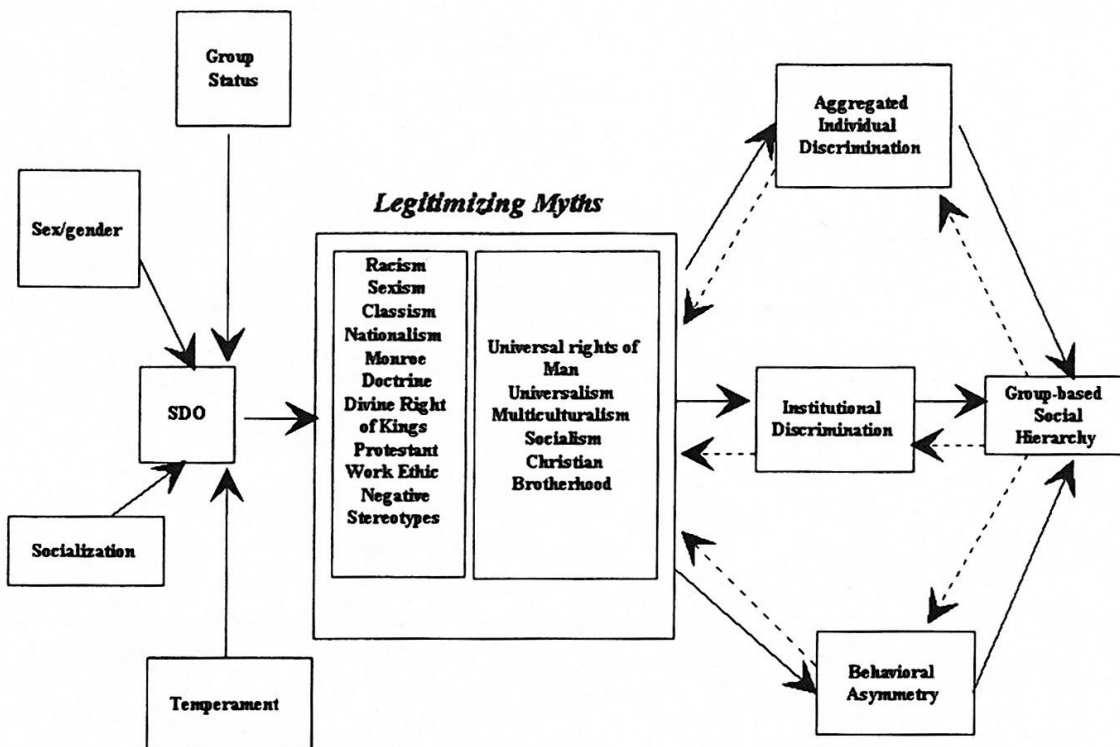 Group
Status
Sex/gender
SDO
Socialization
Temperament
Legitimizing Myths
Racism
Sexism
Classism
Nationalism
Monroe
Doctrine
Divine Right
of Kings
Protestant
Work Ethic
Negative
Stereotypes
Universal rights of
Man
Universalism
Multiculturalism
Socialism
Christian
Brotherhood
Aggregated
Individual
Discrimination
Institutional
Discrimination
Behavioral
Asymmetry
Group-based
Social
Hierarchy